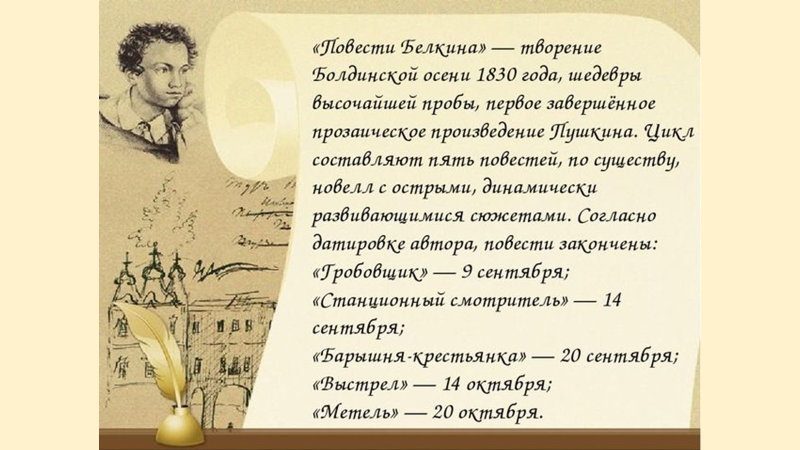 «Повести Белкина» — творение
Болдинской осени 1830 года, шедевры
высочайшей пробы, первое завершённое
прозаическое произведение Пушкина. Цикл
составляют пять повестей, по существу,
новелл с острыми, динамически
развивающимися сюжетами. Согласно
датировке автора, повести закончены:
«Гробовщик» — 9 сентября;
«Станционный смотритель» — 14
сентября;
«Барышня-крестьянка» — 20 сентября;
«Выстрел» — 14 октября;
«Метель» — 20 октября.